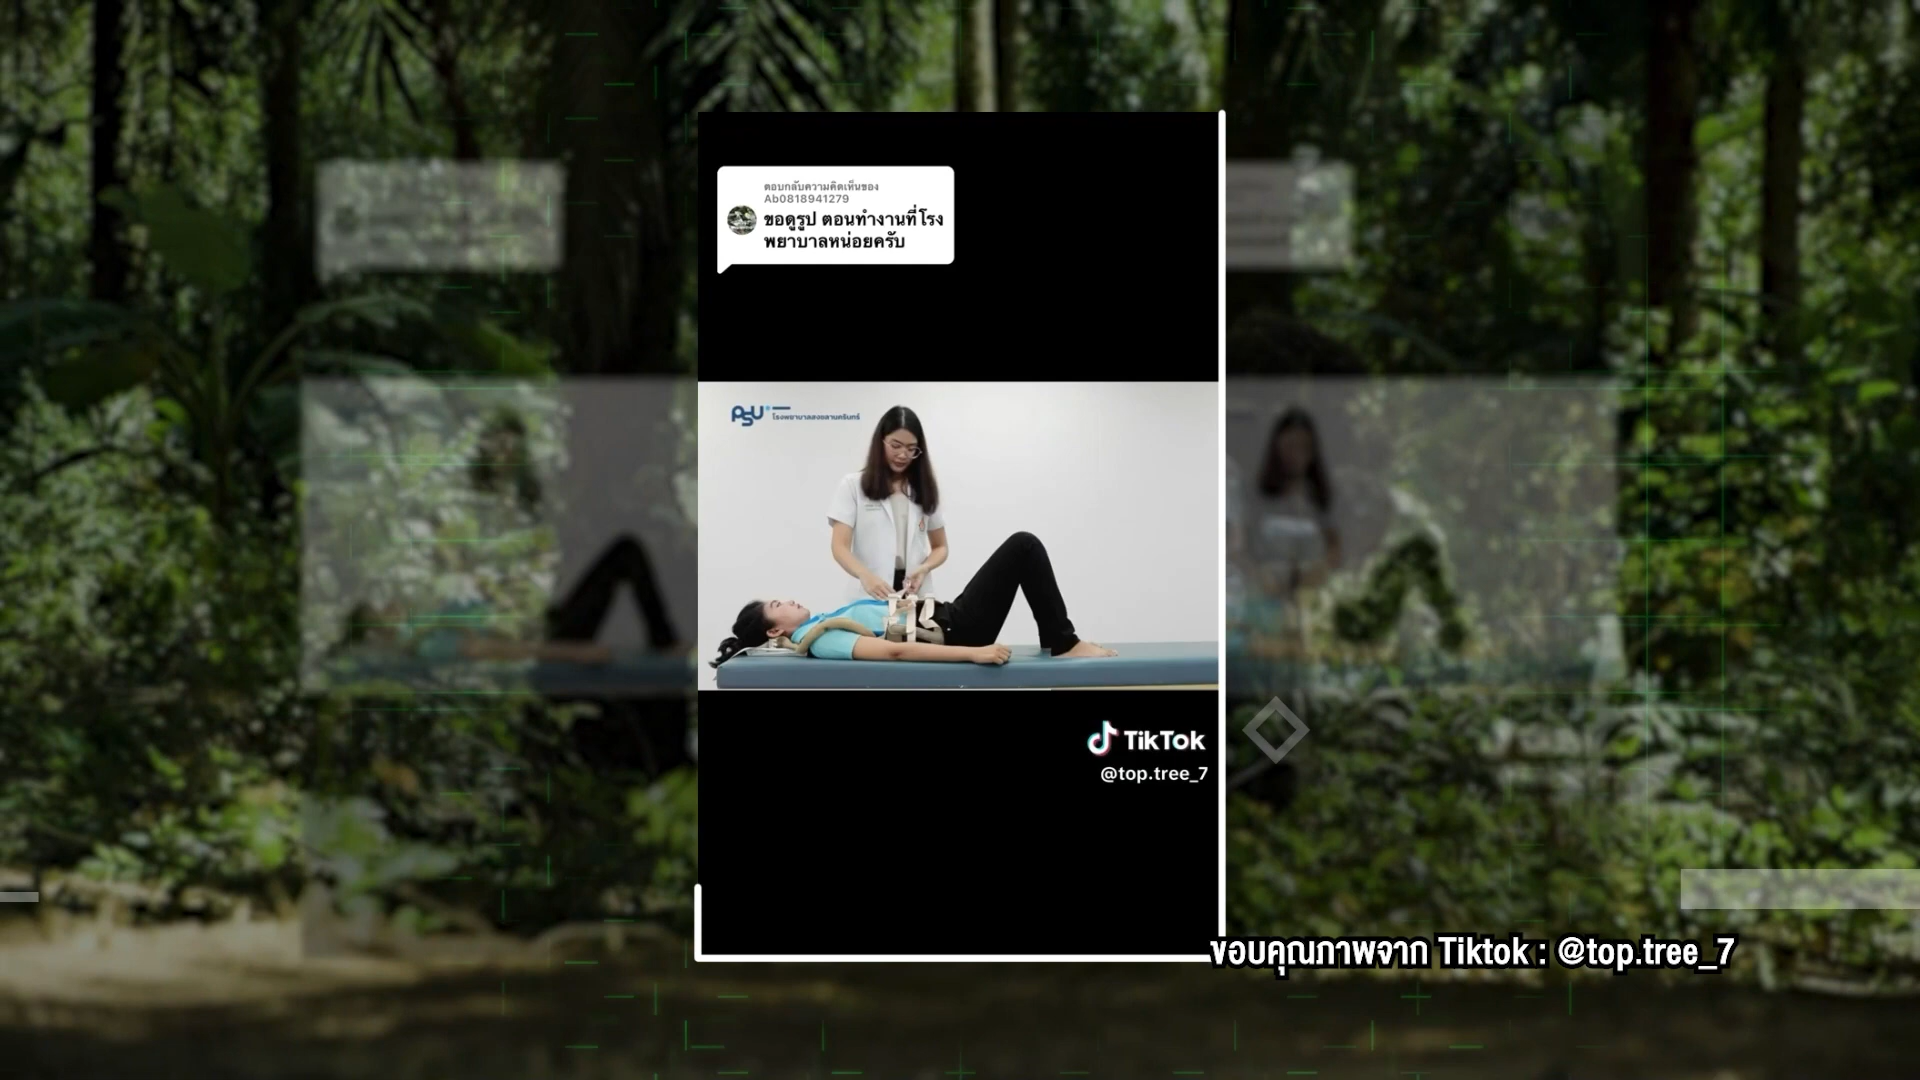 ตอบกลับความคิดเห็นของ
Ab0818941279
ขอดูรูป ตอนทำงานที่โรง
พยาบาลหน่อยครับ
PSU
โรงพยาบาลสงขลานครินทร์
TikTok
@top.tree_7
ขอบคุณภาพจาก Tiktok : @top.tree_7